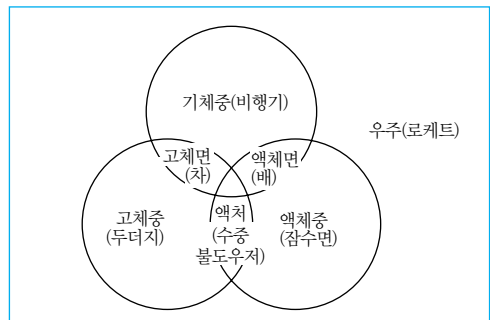 기체중(비행기)
우주(로케트)
고체면
(차)
액체면
(배)
고체중
(두더지)
액처
(수중
불도우저)
액체중
(잠수면)